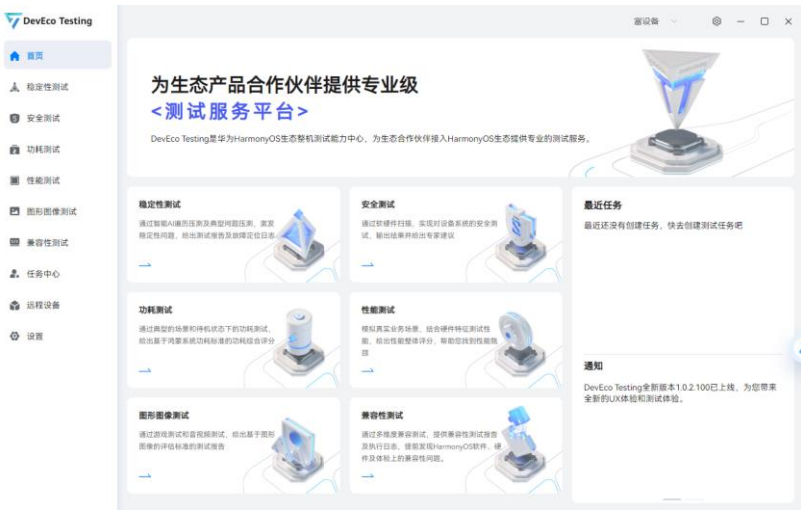 DevEco Testing
首页
稳定性测试
安全测试
功耗测试
性能测试
图形图像测试
兼容性测试
任务中心
远程设备
设置
富设备
为生态产品合作伙伴提供专业级
<测试服务平台>
DevEco Testing是华为HarmonyOS生态整机测试能力中心，为生态合作伙伴接入HarmonyOS生态提供专业的测试服务。
稳定性测试
通过智能AI遍历压测及典型问题压测，激发
稳定性问题，给出测试报告及故障定位日志
安全测试
通过软硬件扫描，实现对设备系统的安全测
试，输出结果并给出专家建议
功耗测试
通过典型的场景和待机状态下的功耗测试，
给出基于鸿蒙系统功耗标准的功耗综合评分
性能测试
模拟真实业务场景，结合硬件特征测试性
能，给出性能整体评分，帮助您找到性能瓶
颈
图形图像测试
通过游戏测试和音视频测试，给出基于图形
图像的评估标准的测试报告
兼容性测试
通过多维度兼容测试，提供兼容性测试报告
及执行日志，提前发现HarmonyOS软件、硬
件及体验上的兼容性问题。
最近任务
最近还没有创建任务，快去创建测试任务吧
通知
DevEco Testing全新版本1.0.2.100已上线，为您带来
全新的UX体验和测试体验。